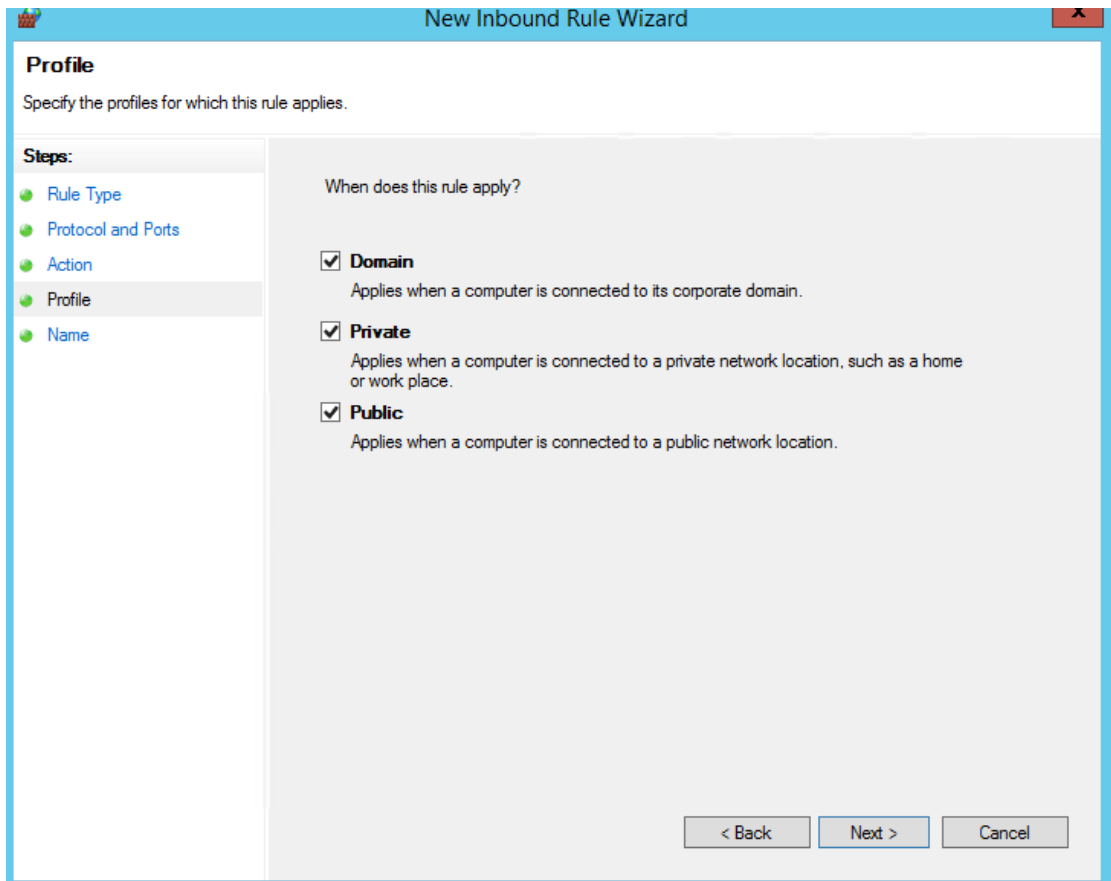 New Inbound Rule Wizard
x
Profile
Specify the profiles for which this rule applies.
Steps:
Rule Type
Protocol and Ports
Action
Profile
Name
When does this rule apply?
Domain
Applies when a computer is connected to its corporate domain.
Private
Applies when a computer is connected to a private network location, such as a home
or work place.
Public
Applies when a computer is connected to a public network location.
< Back
Next >
Cancel